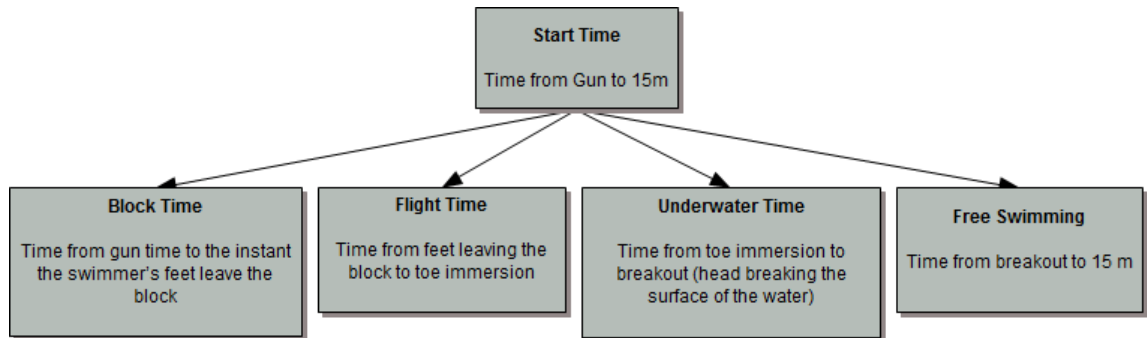 Start Time
Time from Gun to 15m
Block Time
Time from gun time to the instant
the swimmer's feet leave the
block
Flight Time
Time from feet leaving the
block to toe immersion
Underwater Time
Time from toe immersion to
breakout (head breaking the
surface of the water)
Free Swimming
Time from breakout to 15 m